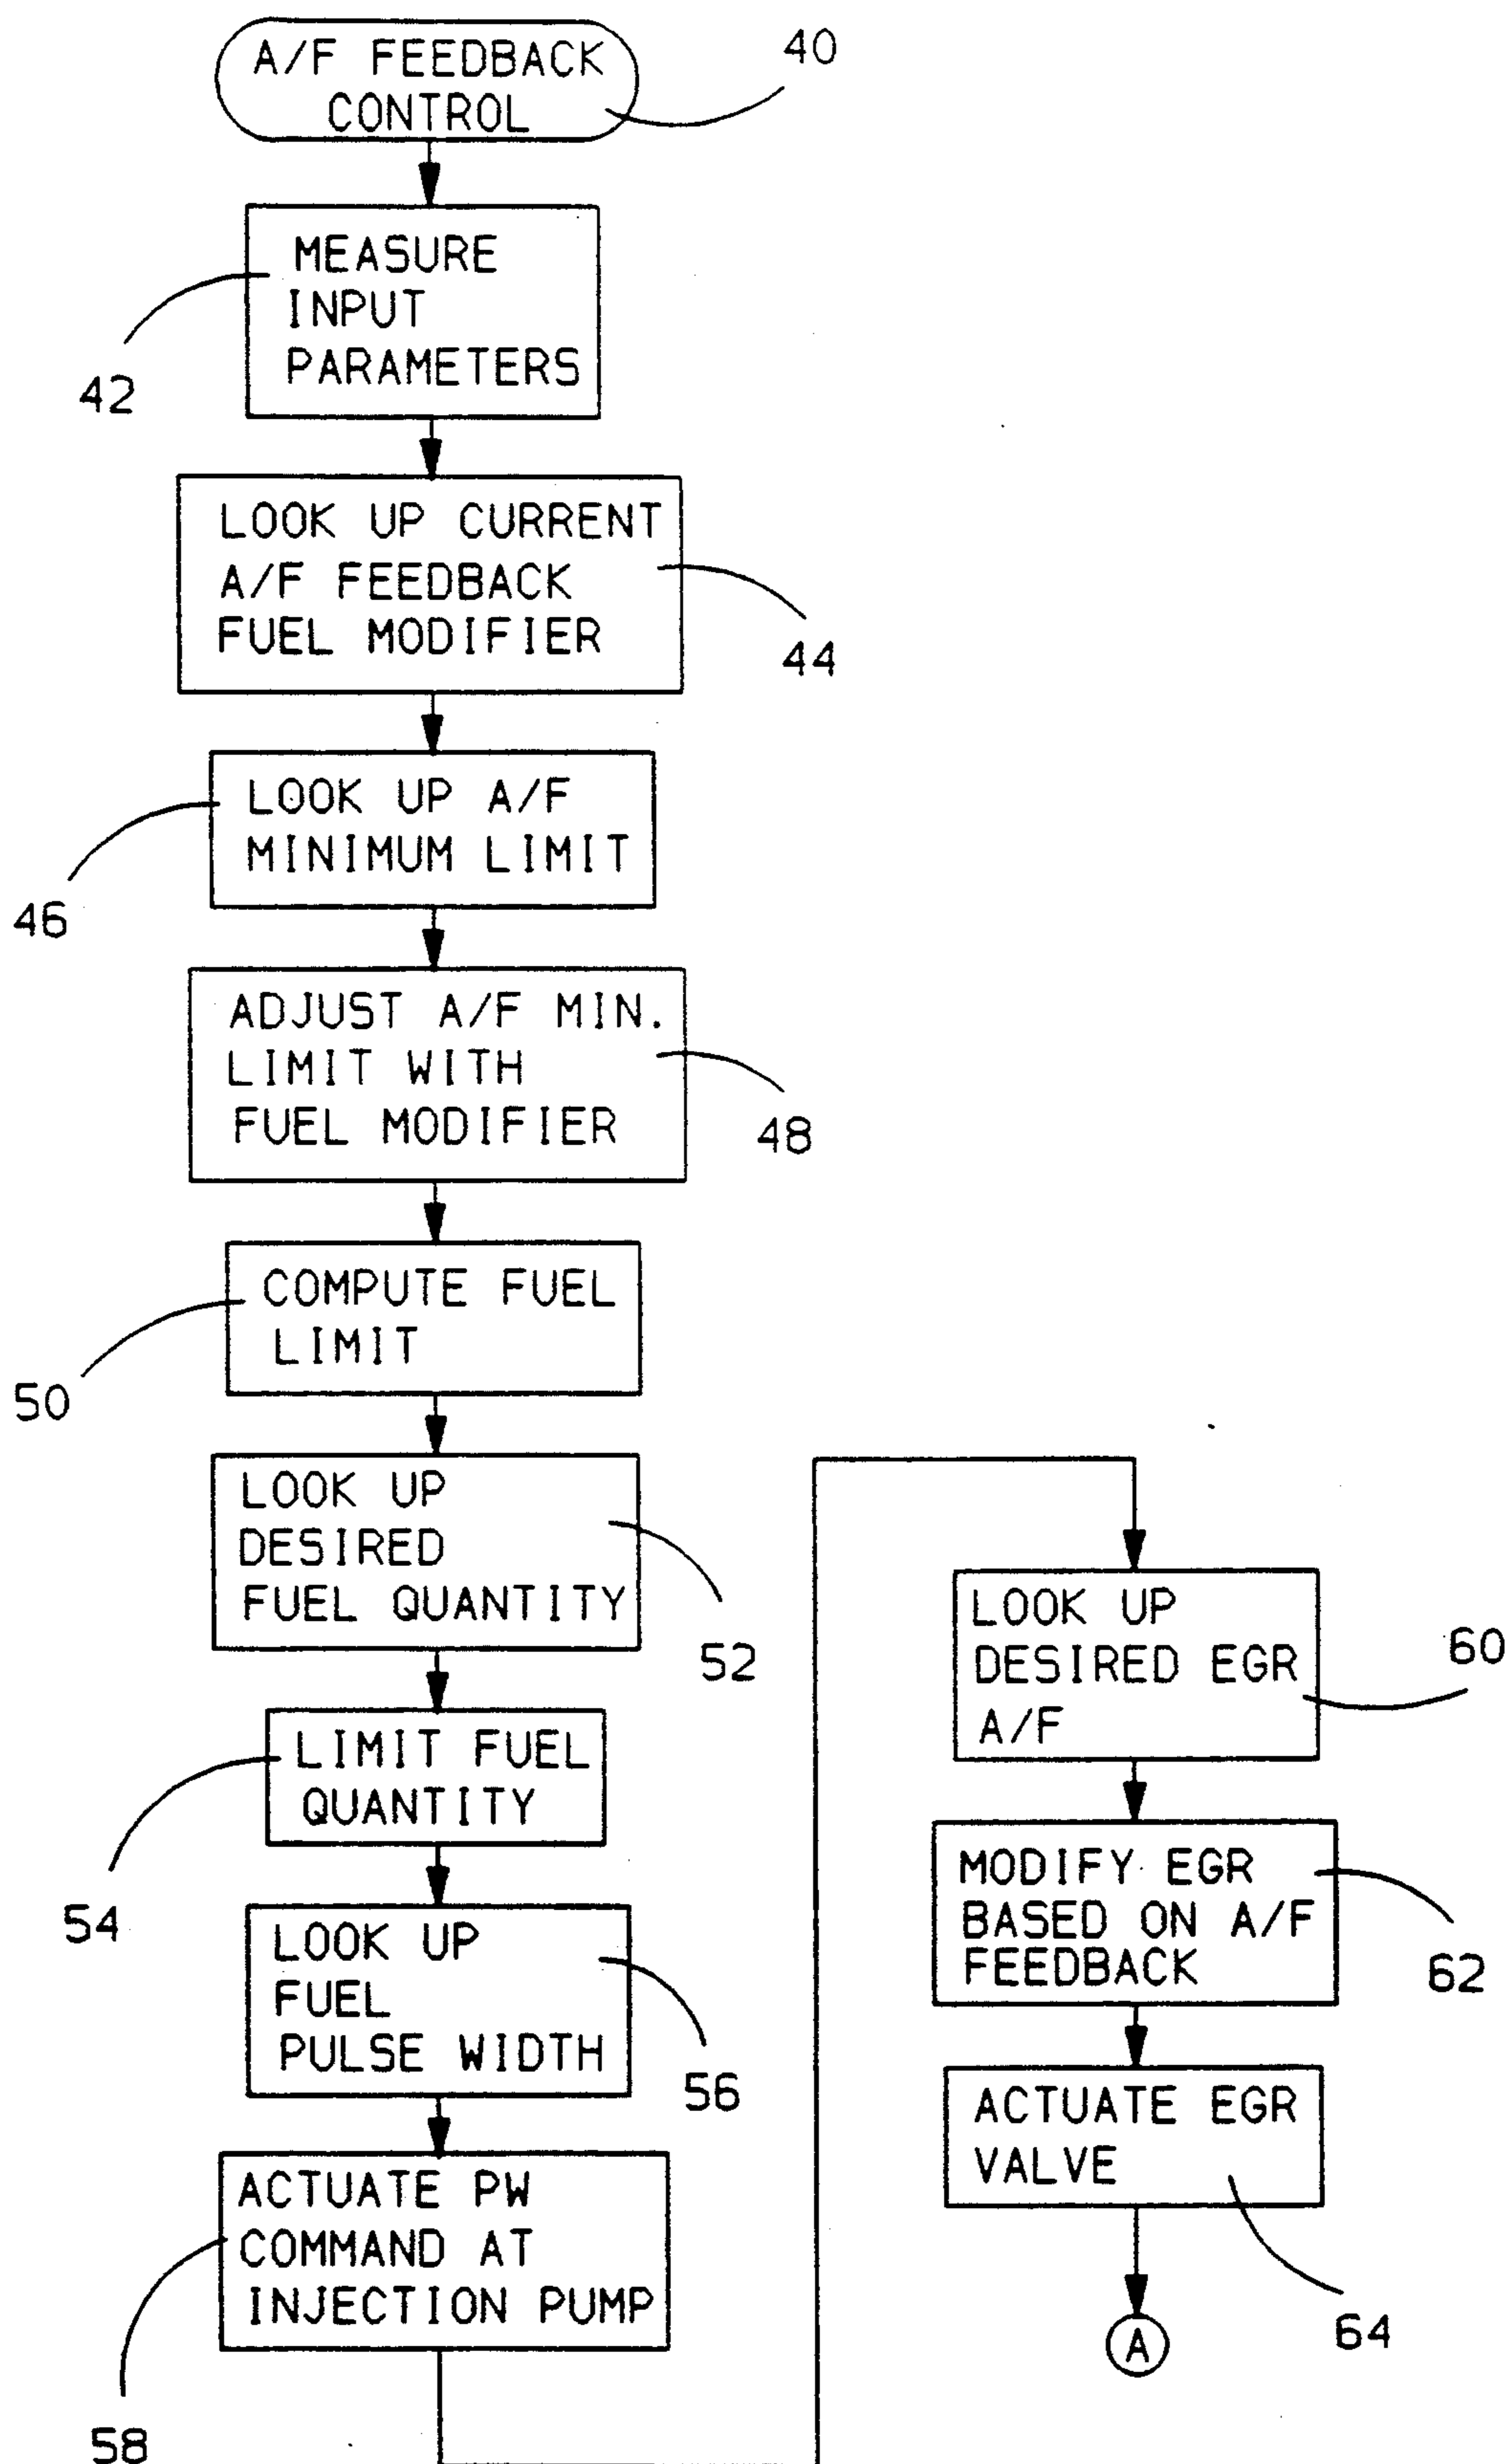 A/F FEEDBACK
CONTROL
40
MEASURE
INPUT
PARAMETERS
42
LOOK UP CURRENT
A/F FEEDBACK
FUEL MODIFIER
44
LOOK UP A/F
MINIMUM LIMIT
46
ADJUST A/F MIN.
LIMIT WITH
FUEL MODIFIER
48
COMPUTE FUEL
LIMIT
50
LOOK UP
DESIRED
FUEL QUANTITY
52
LIMIT FUEL
QUANTITY
54
LOOK UP
FUEL
PULSE WIDTH
56
ACTUATE PW
COMMAND AT
INJECTION PUMP
58
LOOK UP
DESIRED EGR
A/F
60
MODIFY EGR
BASED ON A/F
FEEDBACK
62
ACTUATE EGR
VALVE
64
A